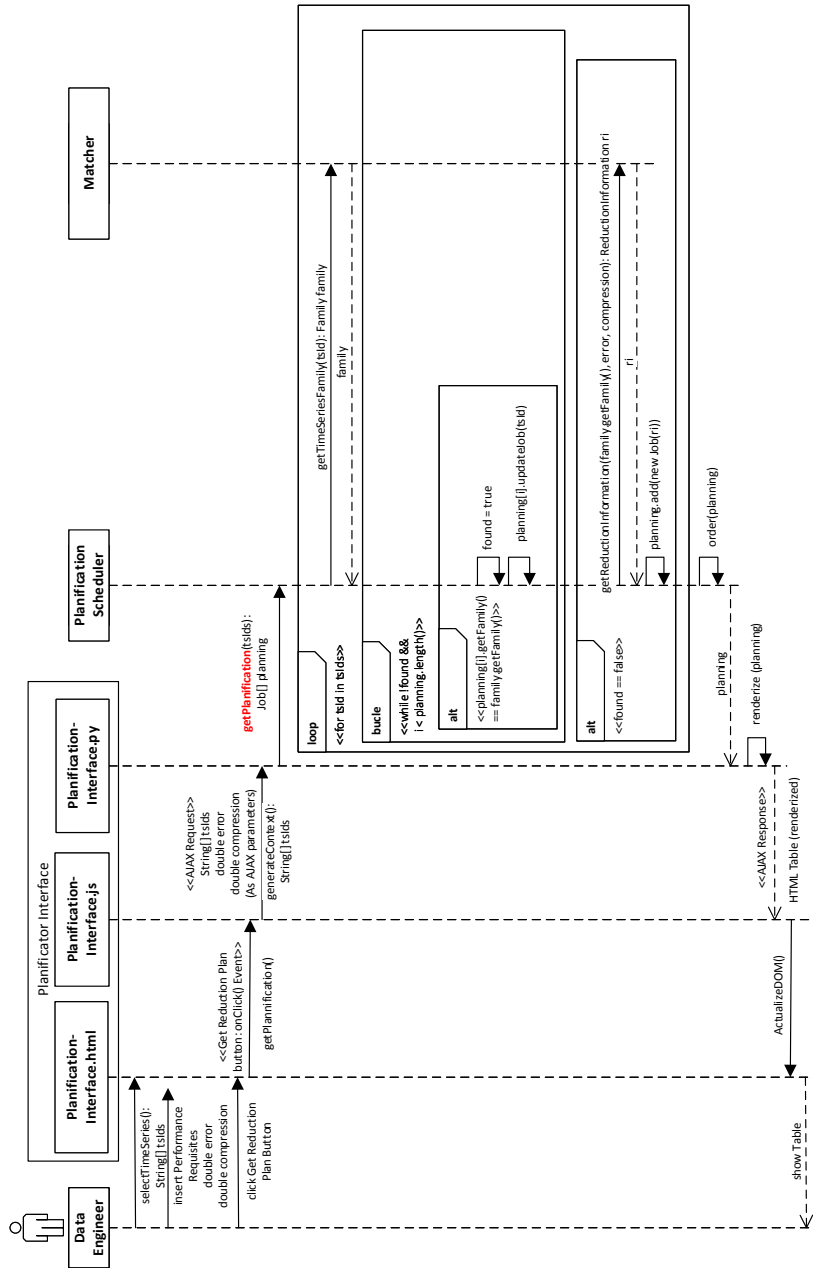 Planificator Interface
Data
Engineer
Planification-
Interface.html
Planification-
Interface.js
Planification-
Interface.py
Planification
Scheduler
Matcher
selectTimeSeries():
String[] tsIds
insert Performance
Requisites
double error
double compression
click Get Reduction
Plan Button
<<Get Reduction Plan
button:onClick() Event>>
getPlannification()
<<AJAX Request>>
String[] tsIds
double error
double compression
(As AJAX parameters)
generateContext():
String[] tsIds
getPlanification(tsIds):
Job[] planning
loop
<<for tsId in tsIds>>
getTimeSeriesFamily(tsId): Family family
family
bucle
<<while !found &&
i < planning.length()>>
alt
<<planning[i].getFamily()
== family.getFamily()>>
found = true
planning[i].updateJob(tsId)
alt
<<found == false>>
getReductionInformation(family.getFamily(), error, compression): ReductionInformation ri
ri
planning.add(new Job(ri))
order(planning)
planning
renderize (planning)
<<AJAX Response>>
HTML Table (renderized)
ActualizeDOM()
show Table